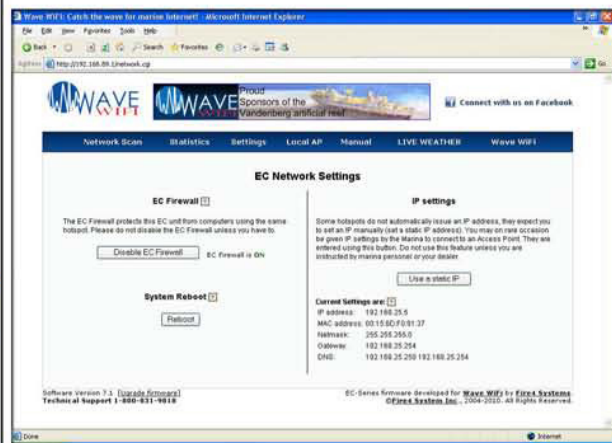 Wave WiFi: Catch the wave for marine Internet! - Microsoft Internet Explorer
File Edit View Favorites Tools Help
Back Search Favorites
Address http://192.168.89.1/network.cgi Go
WAVE WIFI
WAVE WIFI
Proud
Sponsors of the
Vandenberg artificial reef
Connect with us on Facebook
Network Scan Statistics Settings Local AP Manual LIVE WEATHER Wave WiFi
EC Network Settings
EC Firewall [?]
The EC Firewall protects this EC unit from computers using the same
hotspot. Please do not disable the EC Firewall unless you have to.
Disable EC Firewall EC Firewall is ON
System Reboot [?]
Reboot
IP settings
Some hotspots do not automatically issue an IP address, they expect you
to set an IP manually (set a static IP address). You may on rare occasion
be given IP settings by the Marina to connect to an Access Point. They are
entered using this button. Do not use this feature unless you are
instructed by marina personal or your dealer.
Use a static IP
Current Settings are: [?]
IP address: 192.168.25.5
MAC address: 00:15:6D:F0:91:37
Netmask: 255.255.255.0
Gateway: 192.168.25.254
DNS: 192.168.25.250 192.168.25.254
Software Version 7.1 [Upgrade firmware]
Technical Support 1-800-831-9818
EC-Series firmware developed for Wave WiFi by Fire4 Systems
©Fire4 System Inc., 2004-2010. All Rights Reserved.
Done Internet